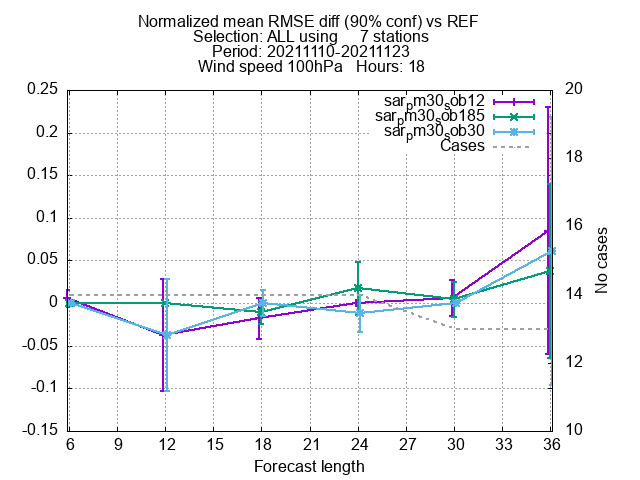 Normalized mean RMSE diff (90% conf) vs REF
Selection: ALL using 7 stations
Period: 20211110-20211123
Wind speed 100hPa Hours: 18
0.25
0.2
0.15
0.1
0.05
0
-0.05
-0.1
-0.15
20
18
16
14
12
10
No cases
sarpm30sob12
sarpm30sob185
sarpm30sob30
Cases
6 9 12 15 18 21 24 27 30 33 36
Forecast length